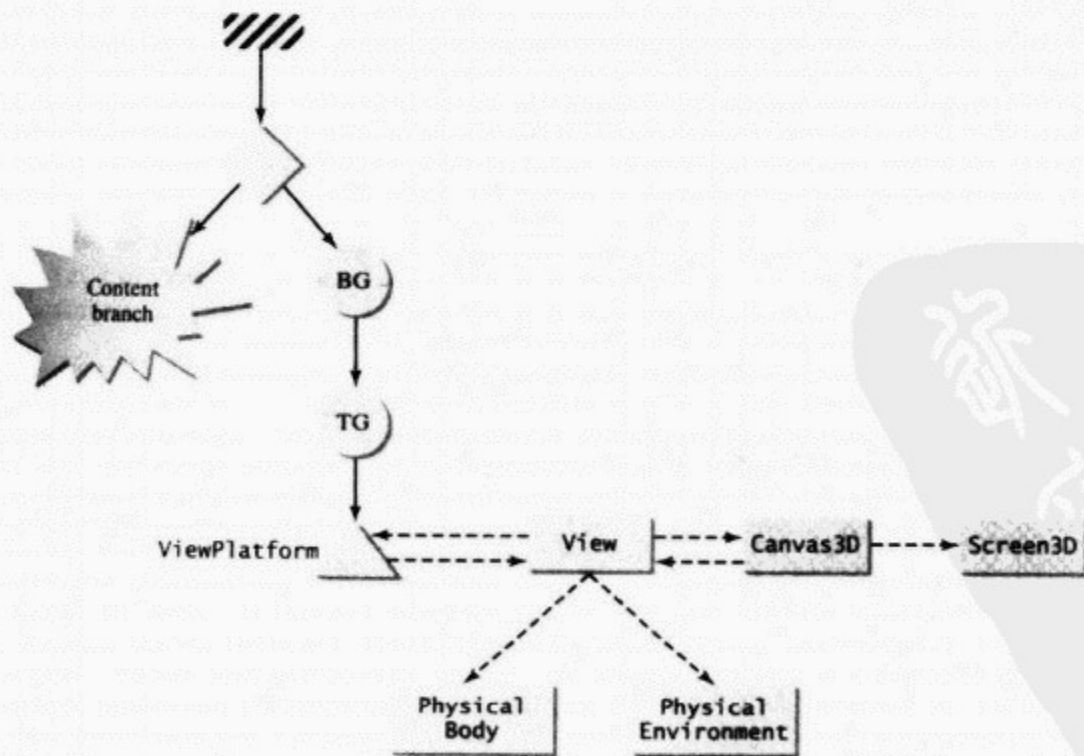 Content
branch
BG
TG
ViewPlatform
View
Canvas3D
Screen3D
Physical
Body
Physical
Environment